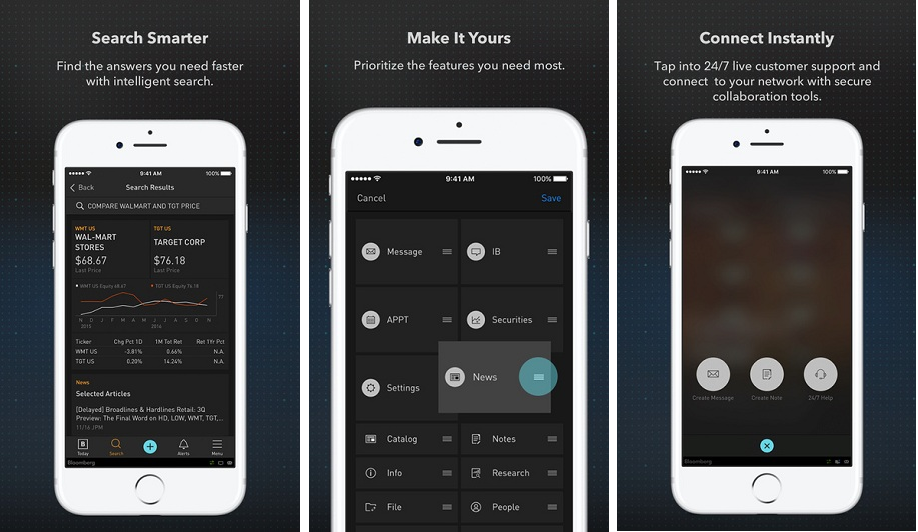 Search Smarter
Find the answers you need faster
with intelligent search.
9:41 AM
100%
Back
Search Results
COMPARE WALMART AND TGT PRICE
WMT US
WAL-MART
STORES
$68.67
Last Price
TGT US
TARGET CORP
$76.18
Last Price
WMT US Equity 68.67
TGT US Equity 76.18
N D J F M A M J J A S O N
2015 2016
Ticker Chg Pct 1D 1M Tot Ret Ret 1Yr Pct
WMT US -3.81% 0.66% N.A.
TGT US 0.20% 14.24% N.A.
News
Selected Articles
[Delayed] Broadlines & Hardlines Retail: 3Q
Preview: The Final Word on HD, LOW, WMT, TGT,...
11/16 JPM
B
Today
Search
Alerts
Menu
Bloomberg
Make It Yours
Prioritize the features you need most.
9:41 AM
100%
Cancel
Save
Message
IB
APPT
Securities
Settings
News
Catalog
Notes
Info
Research
File
People
Connect Instantly
Tap into 24/7 live customer support and
connect to your network with secure
collaboration tools.
9:41 AM
100%
Create Message
Create Note
24/7 Help
Bloomberg